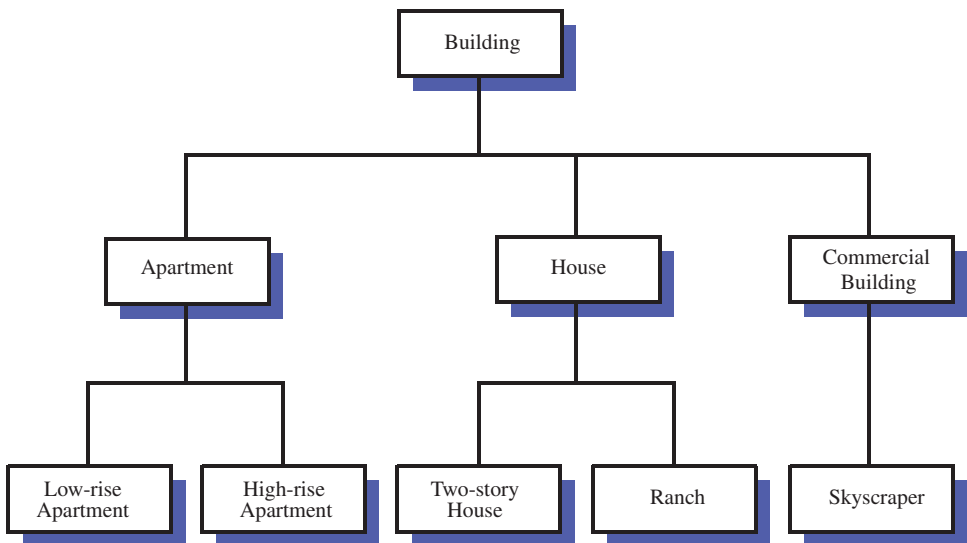 Building
Apartment
House
Commercial
Building
Low-rise
Apartment
High-rise
Apartment
Two-story
House
Ranch
Skyscraper